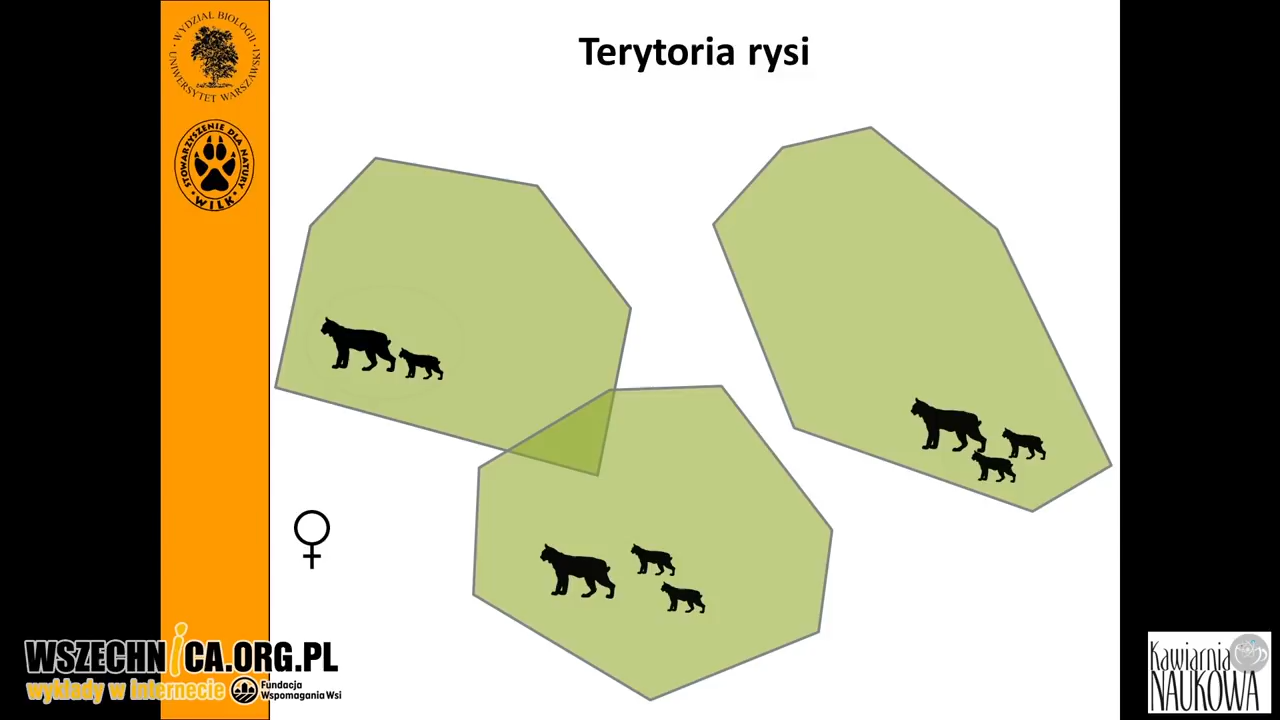 Terytoria rysi
WYDZIAŁ BIOLOGII
UNIWERSYTET WARSZAWSKI
STOWARZYSZENIE DLA NATURY
WILK
♀
WSZECHNICA.ORG.PL
wykłady w internecie
Fundacja
Wspomagania Wsi
Kawiarnia
NAUKOWA